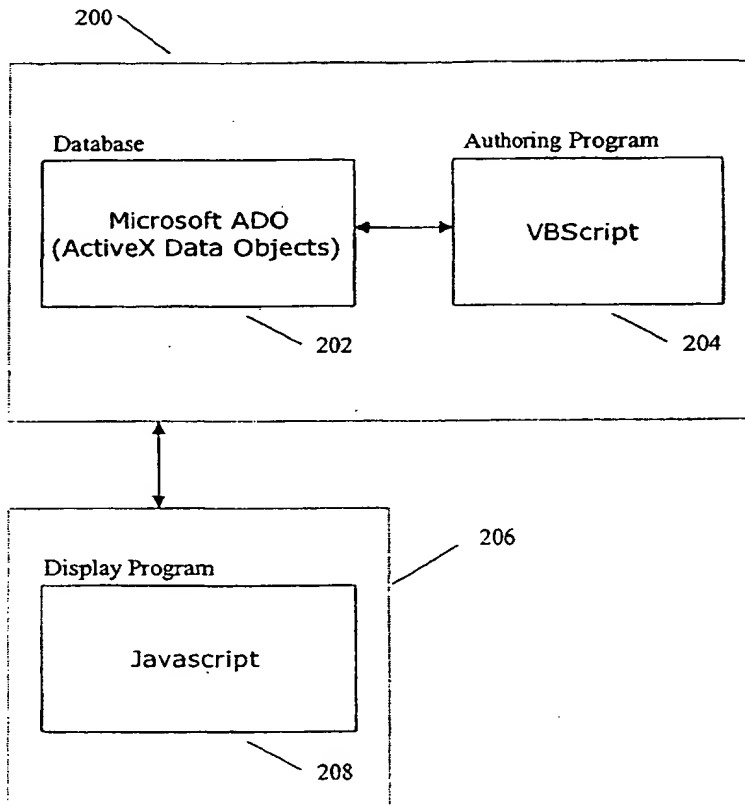 200
Database
Authoring Program
Microsoft ADO
(ActiveX Data Objects)
VBScript
202
204
206
Display Program
Javascript
208